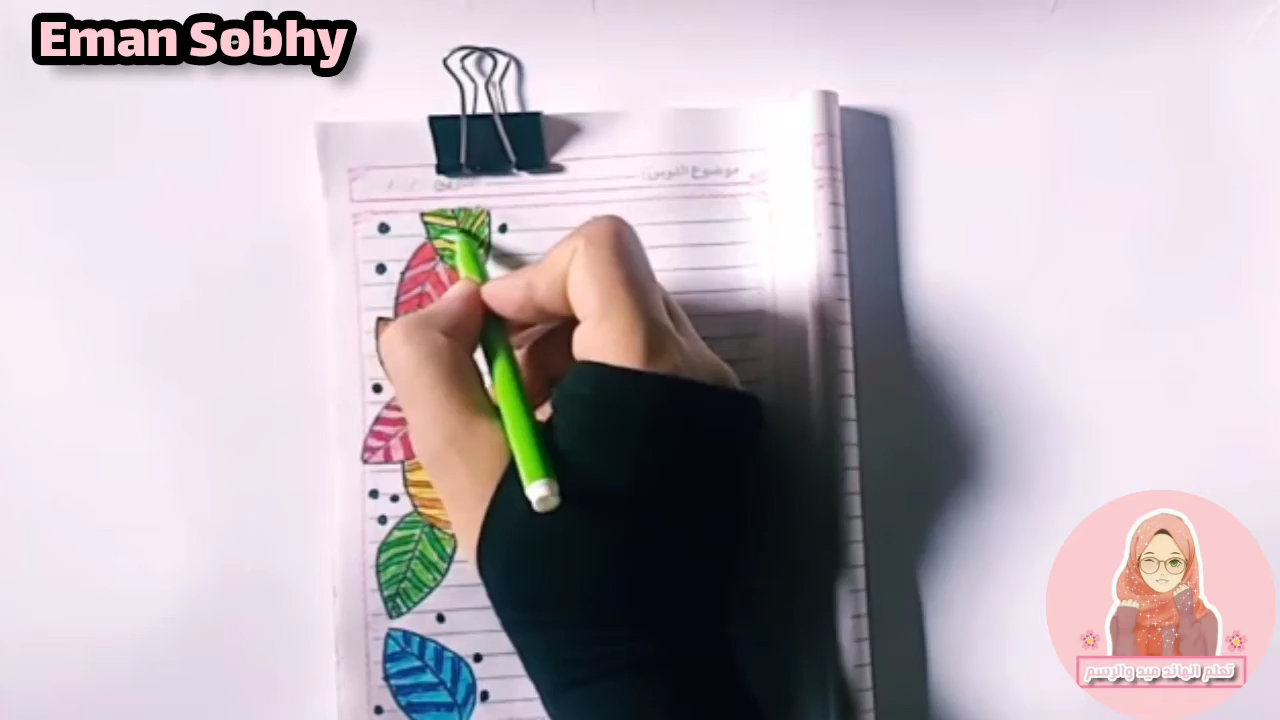 Eman Sobhy
موضوع الدرس:
التاريخ / /
تعلم الهاند ميد والرسم